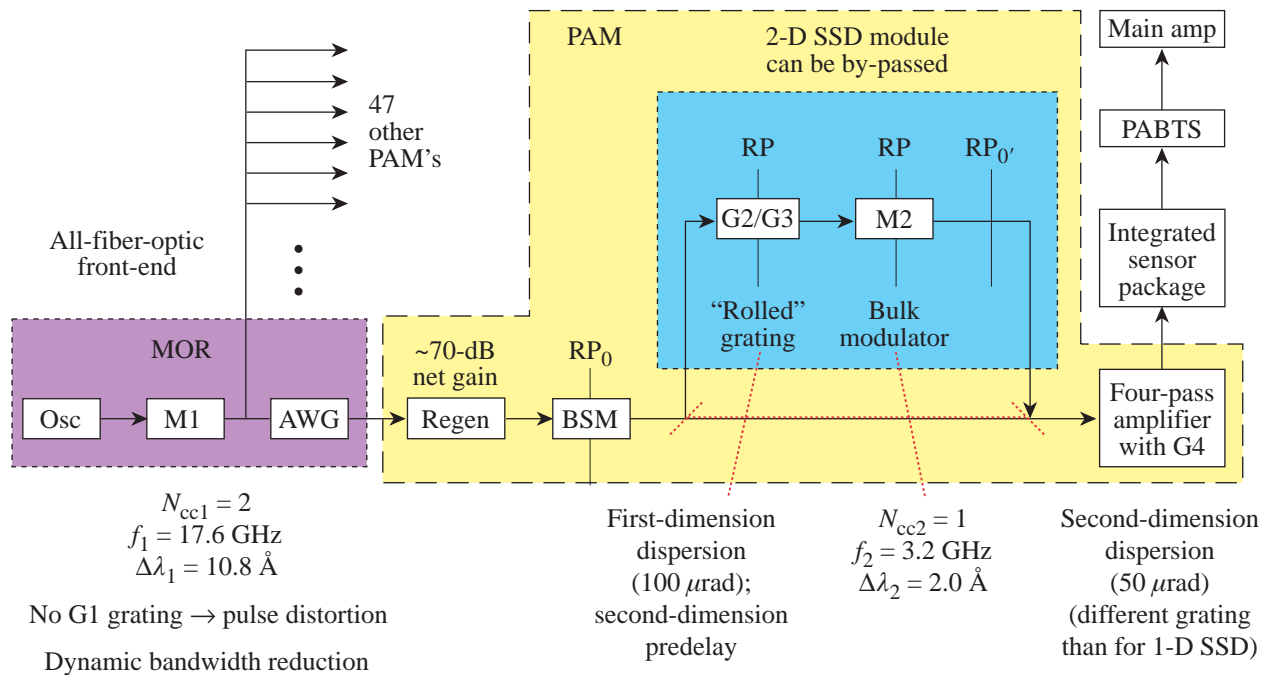 PAM
2-D SSD module
can be by-passed
Main amp
47
other
PAM's
PABTS
RP
RP
RP0′
G2/G3
M2
Integrated
sensor
package
All-fiber-optic
front-end
“Rolled”
grating
Bulk
modulator
MOR
~70-dB
net gain
RP0
Osc
M1
AWG
Regen
BSM
Four-pass
amplifier
with G4
Ncc1 = 2
f1 = 17.6 GHz
Δλ1 = 10.8 Å
No G1 grating → pulse distortion
Dynamic bandwidth reduction
First-dimension
dispersion
(100 μrad);
second-dimension
predelay
Ncc2 = 1
f2 = 3.2 GHz
Δλ2 = 2.0 Å
Second-dimension
dispersion
(50 μrad)
(different grating
than for 1-D SSD)